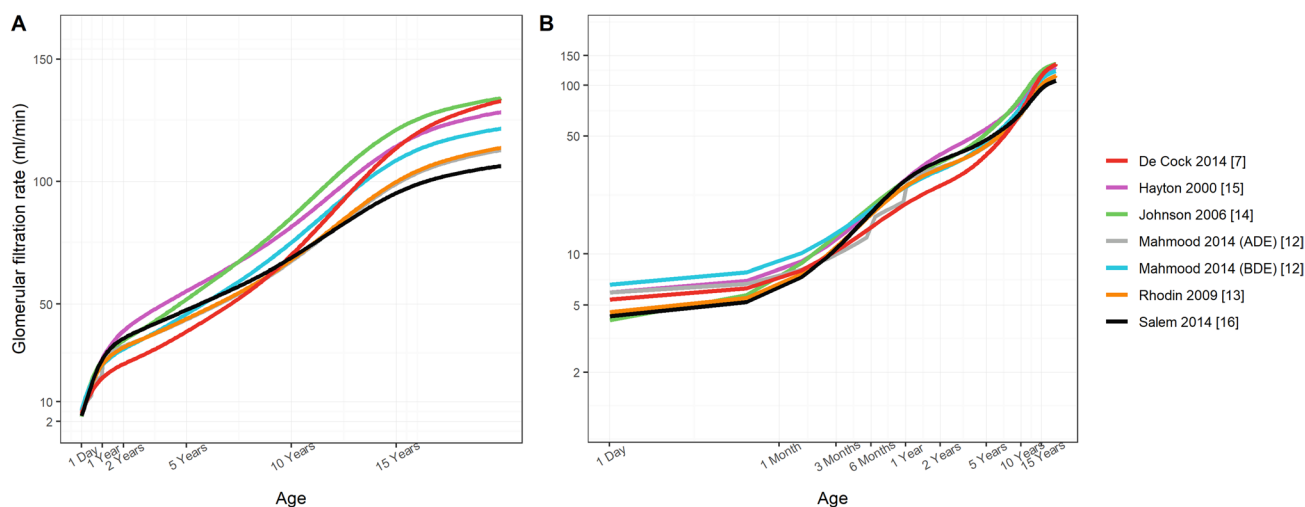 A
Glomerular filtration rate (ml/min)
150
100
50
10
2
1 Day
1 Year
2 Years
5 Years
10 Years
15 Years
Age
B
150
100
50
10
5
2
1 Day
1 Month
3 Months
6 Months
1 Year
2 Years
5 Years
10 Years
15 Years
Age
De Cock 2014 [7]
Hayton 2000 [15]
Johnson 2006 [14]
Mahmood 2014 (ADE) [12]
Mahmood 2014 (BDE) [12]
Rhodin 2009 [13]
Salem 2014 [16]